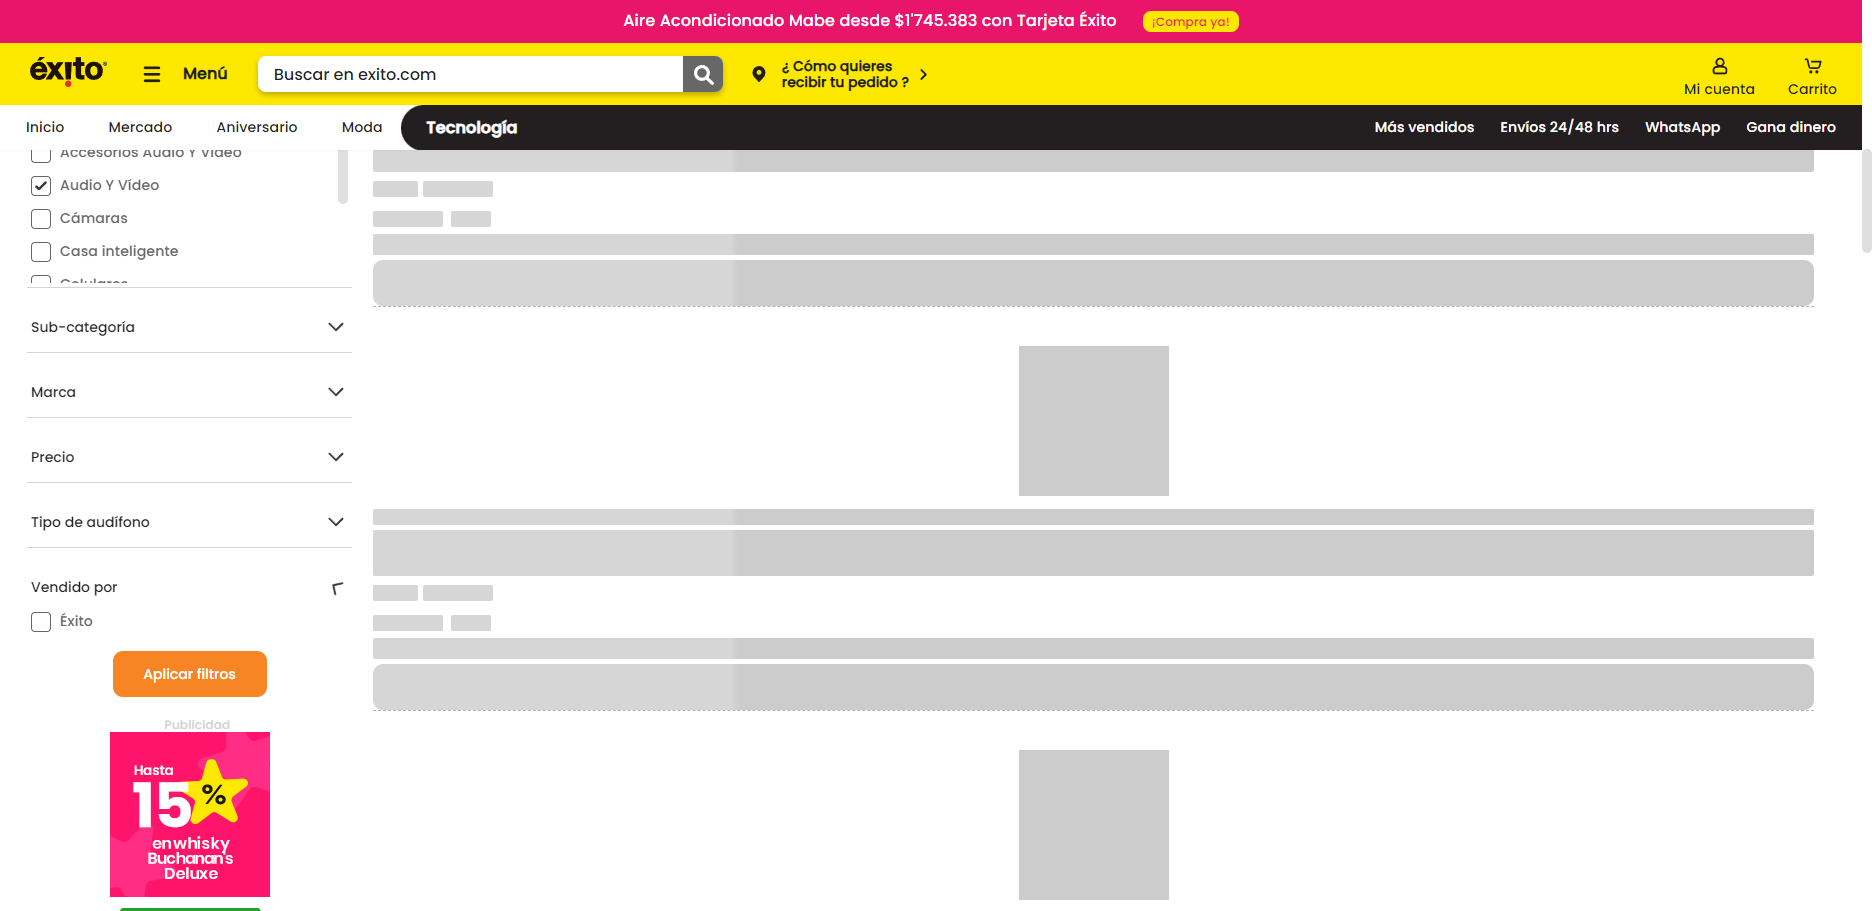 Aire Acondicionado Mabe desde $1'745.383 con Tarjeta Éxito ¡Compra ya!
éxito
Menú
Buscar en exito.com
¿ Cómo quieres
recibir tu pedido ?
Mi cuenta
Carrito
Inicio Mercado Aniversario Moda Tecnología Más vendidos Envíos 24/48 hrs WhatsApp Gana dinero
Accesorios Audio Y Video
Audio Y Vídeo
Cámaras
Casa inteligente
Celulares
Sub-categoría
Marca
Precio
Tipo de audífono
Vendido por
Éxito
Aplicar filtros
Publicidad
Hasta
15%
en whisky
Buchanan's
Deluxe